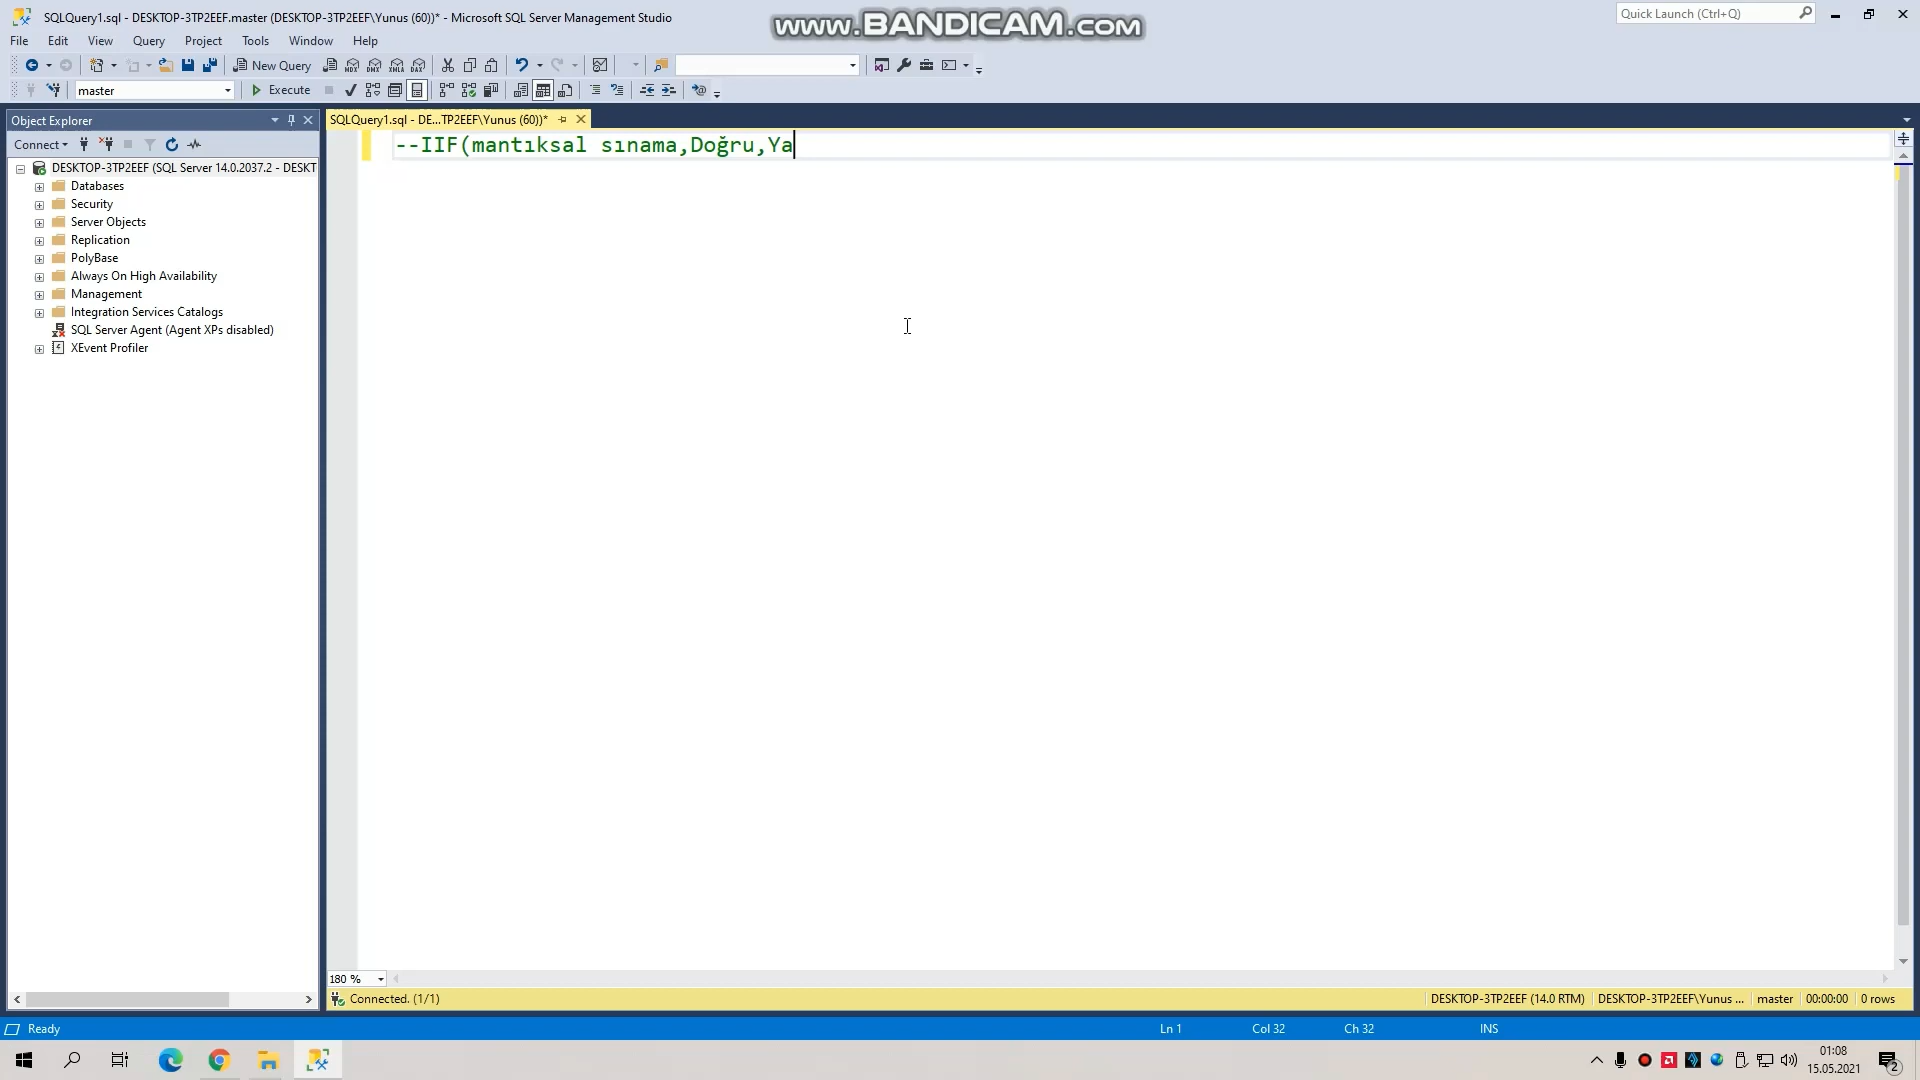 SQLQuery1.sql - DESKTOP-3TP2EEF.master (DESKTOP-3TP2EEF\Yunus (60))* - Microsoft SQL Server Management Studio
www.BANDICAM.com
Quick Launch (Ctrl+Q)
File Edit View Query Project Tools Window Help
New Query
MDX DMX XMLA DAX
master
Execute
Object Explorer
SQLQuery1.sql - DE...TP2EEF\Yunus (60))*
Connect
--IIF(mantıksal sınama,Doğru,Ya
DESKTOP-3TP2EEF (SQL Server 14.0.2037.2 - DESKT
Databases
Security
Server Objects
Replication
PolyBase
Always On High Availability
Management
Integration Services Catalogs
SQL Server Agent (Agent XPs disabled)
XEvent Profiler
180 %
Connected. (1/1)
DESKTOP-3TP2EEF (14.0 RTM) DESKTOP-3TP2EEF\Yunus ... master 00:00:00 0 rows
Ready
Ln 1 Col 32 Ch 32 INS
01:08
15.05.2021
2